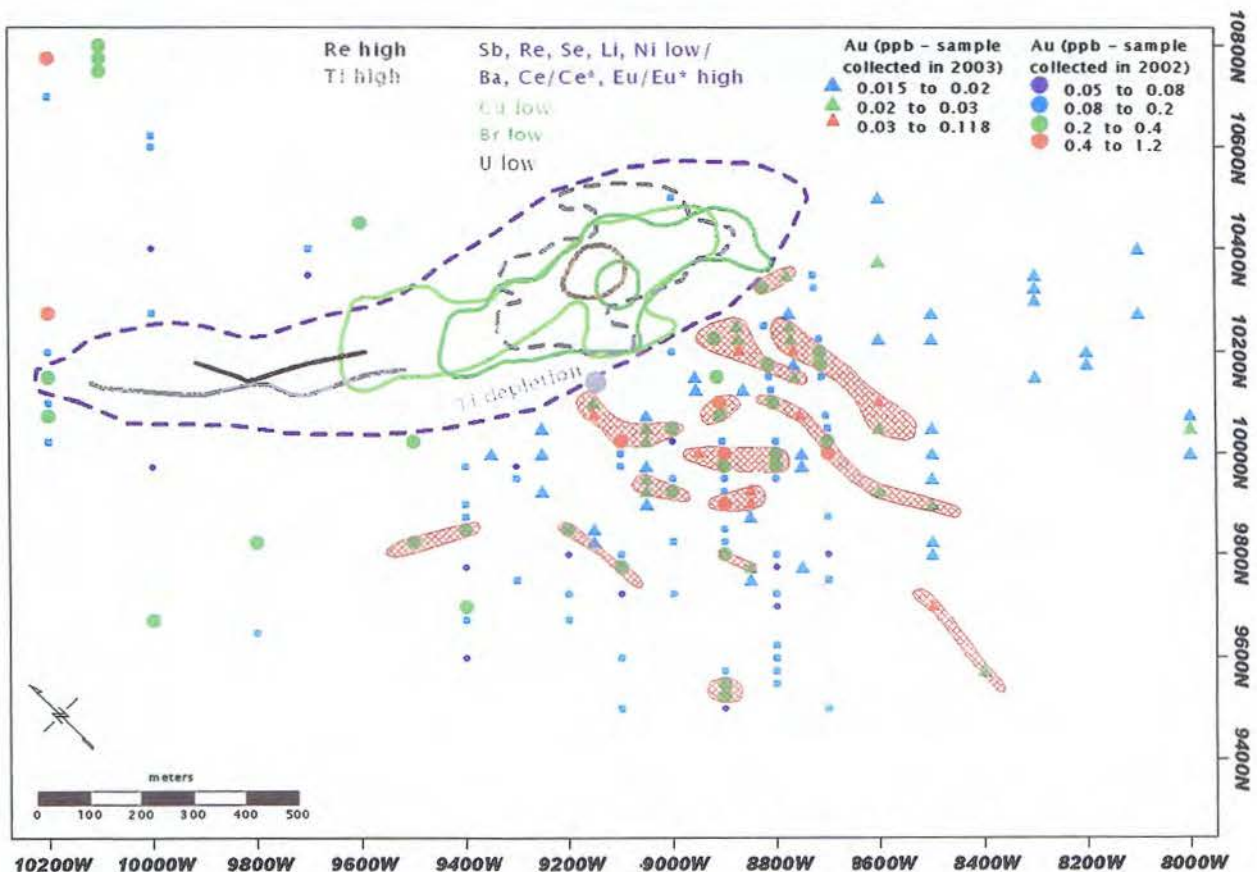 Re high
Ti high
Sb, Re, Se, Li, Ni low/
Ba, Ce/Ce*, Eu/Eu* high
Cu low
Br low
U low
Au (ppb - sample
collected in 2003)
0.015 to 0.02
0.02 to 0.03
0.03 to 0.118
Au (ppb - sample
collected in 2002)
0.05 to 0.08
0.08 to 0.2
0.2 to 0.4
0.4 to 1.2
Ti depletion
meters
0 100 200 300 400 500
10800N
10600N
10400N
10200N
10000N
9800N
9600N
9400N
10200W 10000W 9800W 9600W 9400W 9200W 9000W 8800W 8600W 8400W 8200W 8000W